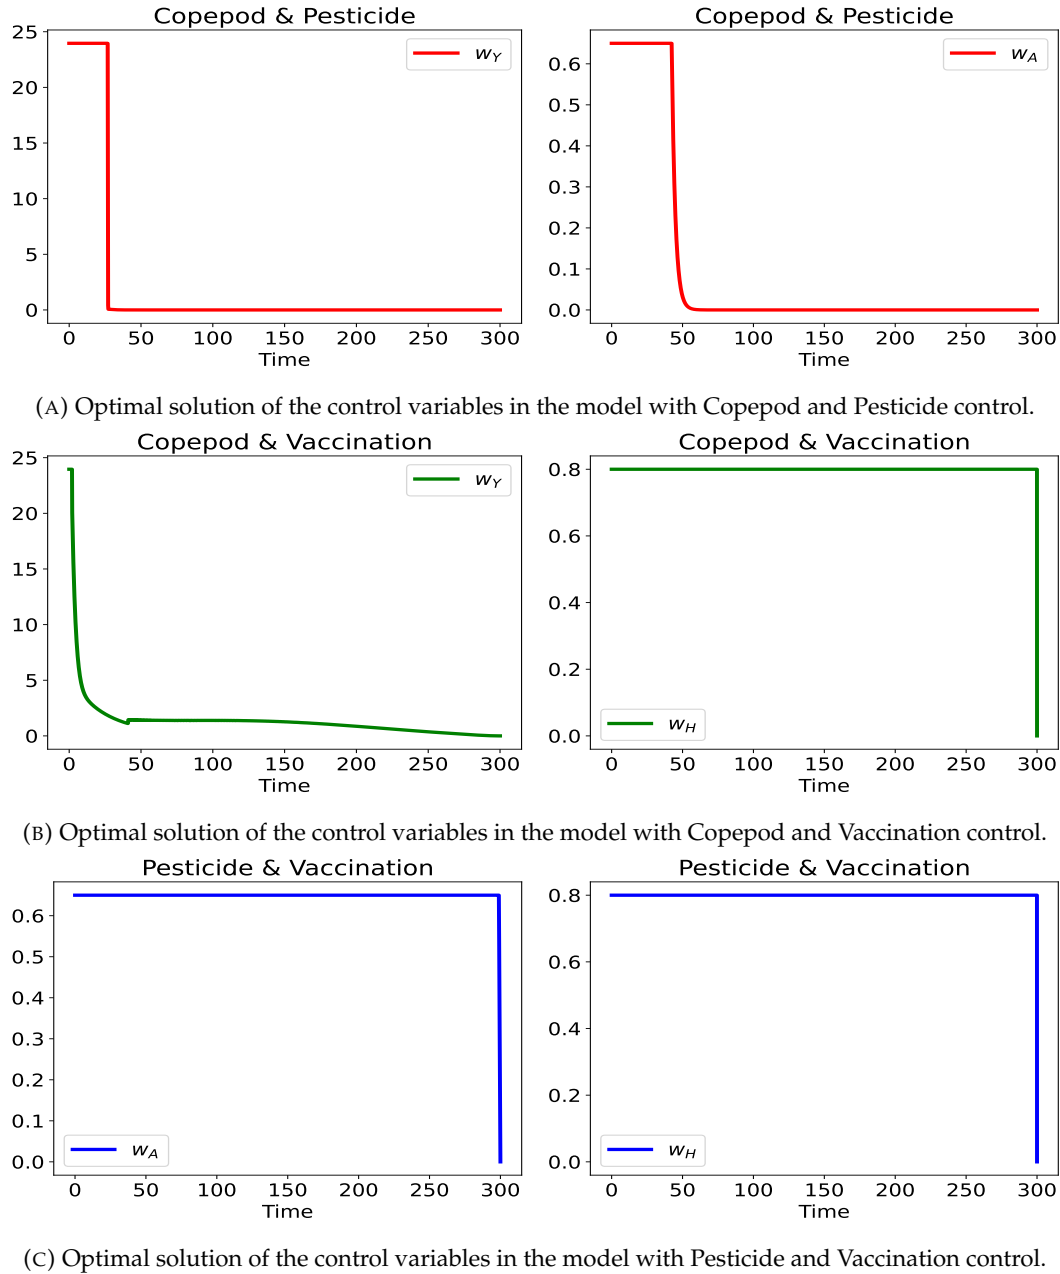 Copepod & Pesticide
25
20
15
10
5
0
w_Y
0 50 100 150 200 250 300
Time
Copepod & Pesticide
0.6
0.5
0.4
0.3
0.2
0.1
0.0
w_A
0 50 100 150 200 250 300
Time
(A) Optimal solution of the control variables in the model with Copepod and Pesticide control.
Copepod & Vaccination
25
20
15
10
5
0
w_Y
0 50 100 150 200 250 300
Time
Copepod & Vaccination
0.8
0.6
0.4
0.2
0.0
w_H
0 50 100 150 200 250 300
Time
(B) Optimal solution of the control variables in the model with Copepod and Vaccination control.
Pesticide & Vaccination
0.6
0.5
0.4
0.3
0.2
0.1
0.0
w_A
0 50 100 150 200 250 300
Time
Pesticide & Vaccination
0.8
0.6
0.4
0.2
0.0
w_H
0 50 100 150 200 250 300
Time
(C) Optimal solution of the control variables in the model with Pesticide and Vaccination control.